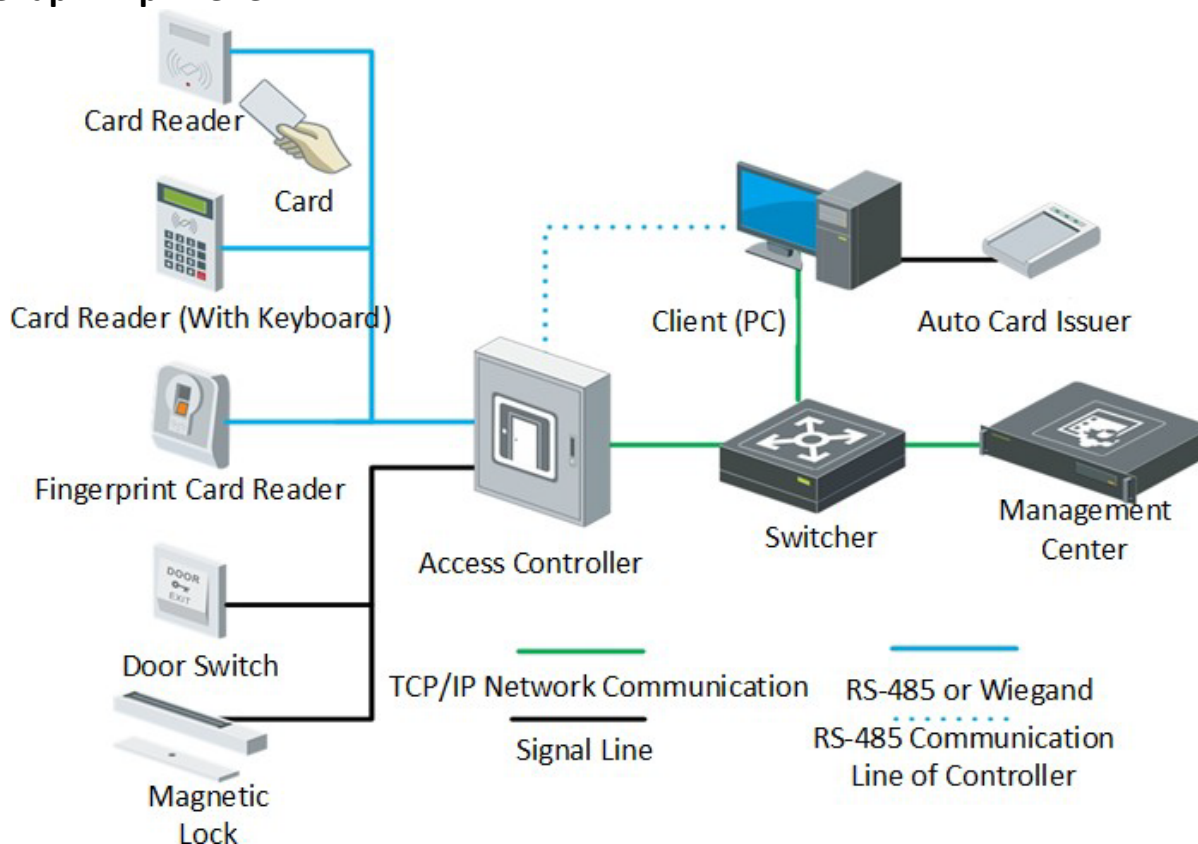 Card Reader
Card
Card Reader (With Keyboard)
Client (PC)
Auto Card Issuer
Fingerprint Card Reader
Access Controller
Switcher
Management
Center
DOOR
EXIT
Door Switch
TCP/IP Network Communication
RS-485 or Wiegand
Signal Line
RS-485 Communication
Line of Controller
Magnetic
Lock